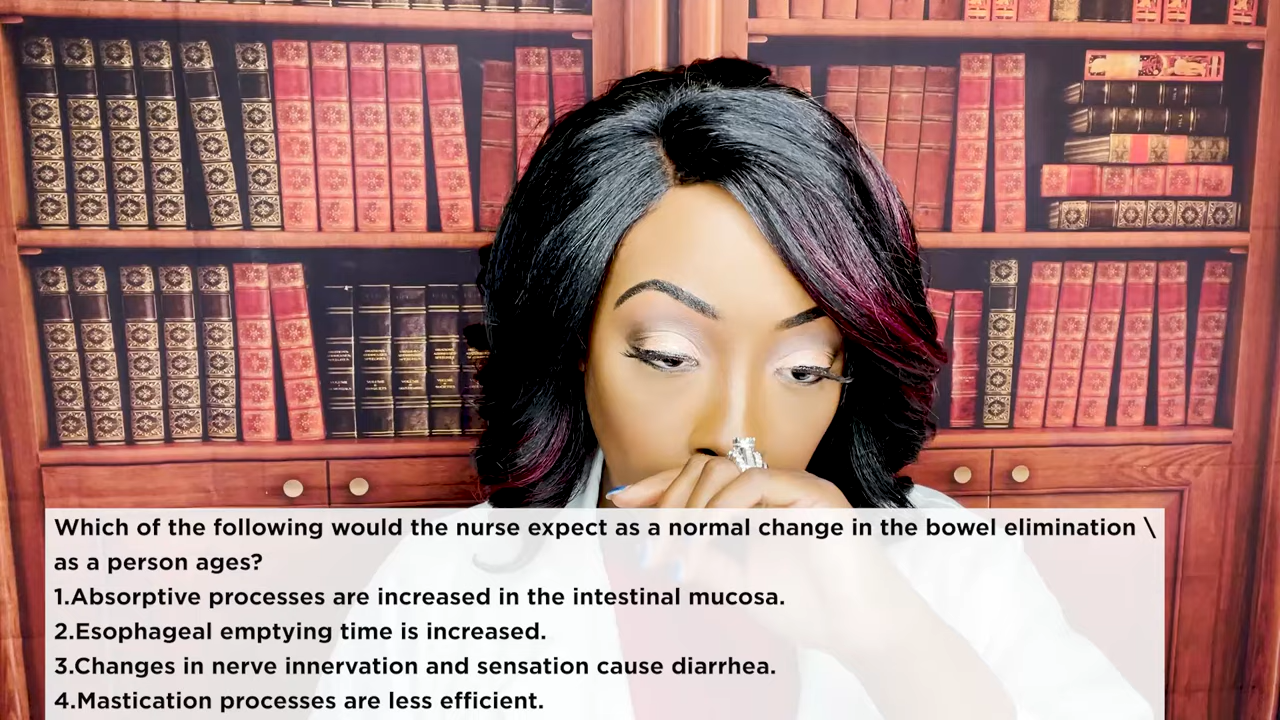 Which of the following would the nurse expect as a normal change in the bowel elimination \
as a person ages?
1.Absorptive processes are increased in the intestinal mucosa.
2.Esophageal emptying time is increased.
3.Changes in nerve innervation and sensation cause diarrhea.
4.Mastication processes are less efficient.